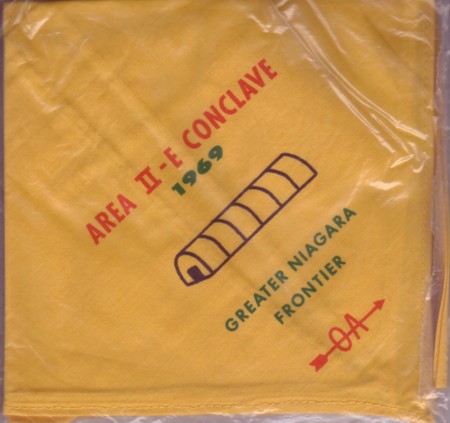 AREA II-E CONCLAVE
1969
GREATER NIAGARA
FRONTIER
OA